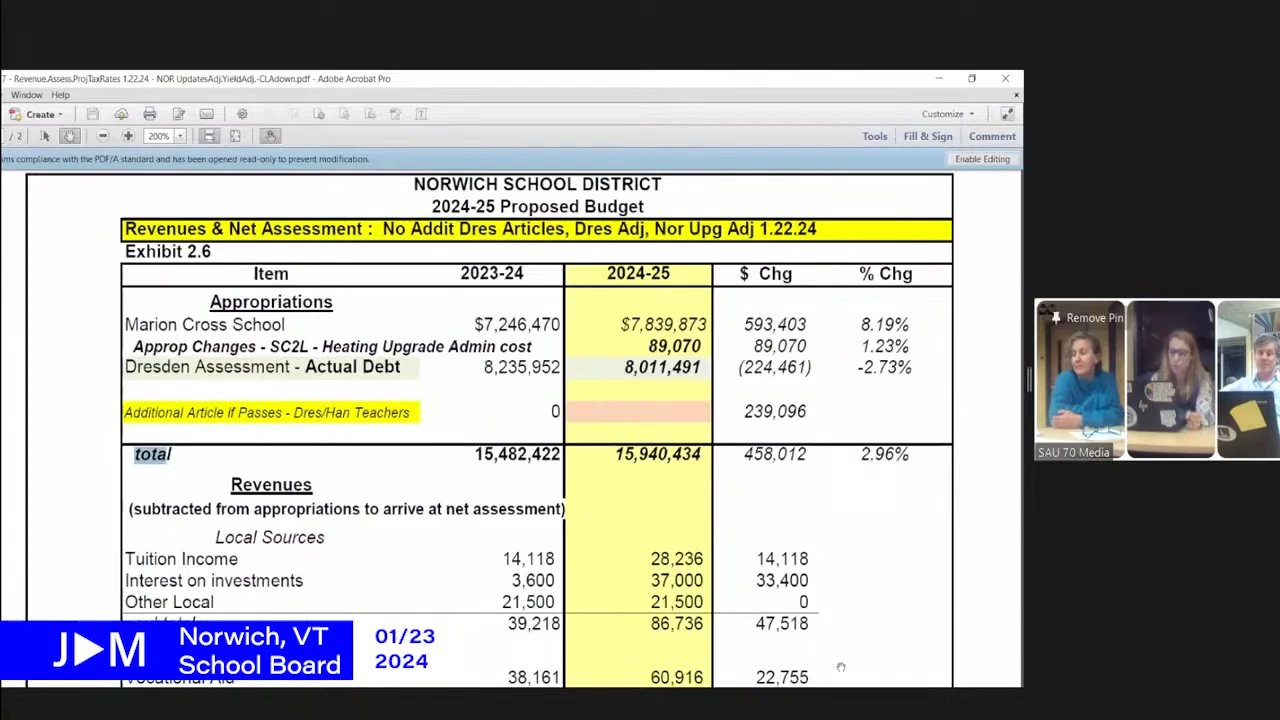 7 - Revenue.Assess.ProjTaxRates 1.22.24 - NOR UpdatesAdj.YieldAdj.-CLAdown.pdf - Adobe Acrobat Pro
Window Help
Create Customize
/ 2 200% Tools Fill & Sign Comment
ms compliance with the PDF/A standard and has been opened read-only to prevent modification. Enable Editing
NORWICH SCHOOL DISTRICT
2024-25 Proposed Budget
Revenues & Net Assessment : No Addit Dres Articles, Dres Adj, Nor Upg Adj 1.22.24
Exhibit 2.6
Item 2023-24 2024-25 $ Chg % Chg
Appropriations
Marion Cross School $7,246,470 $7,839,873 593,403 8.19%
Approp Changes - SC2L - Heating Upgrade Admin cost 89,070 89,070 1.23%
Dresden Assessment - Actual Debt 8,235,952 8,011,491 (224,461) -2.73%
Additional Article if Passes - Dres/Han Teachers 0 239,096
total 15,482,422 15,940,434 458,012 2.96%
Revenues
(subtracted from appropriations to arrive at net assessment)
Local Sources
Tuition Income 14,118 28,236 14,118
Interest on investments 3,600 37,000 33,400
Other Local 21,500 21,500 0
39,218 86,736 47,518
38,161 60,916 22,755
Remove Pin
SAU 70 Media
J M
Norwich, VT
School Board
01/23
2024